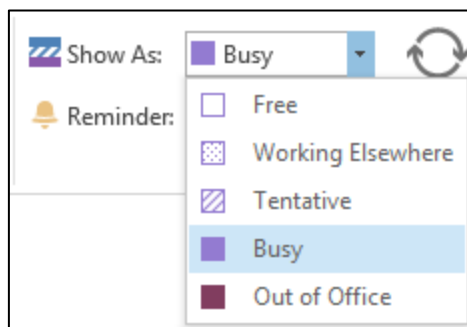 Show As: Busy
Reminder:
Free
Working Elsewhere
Tentative
Busy
Out of Office